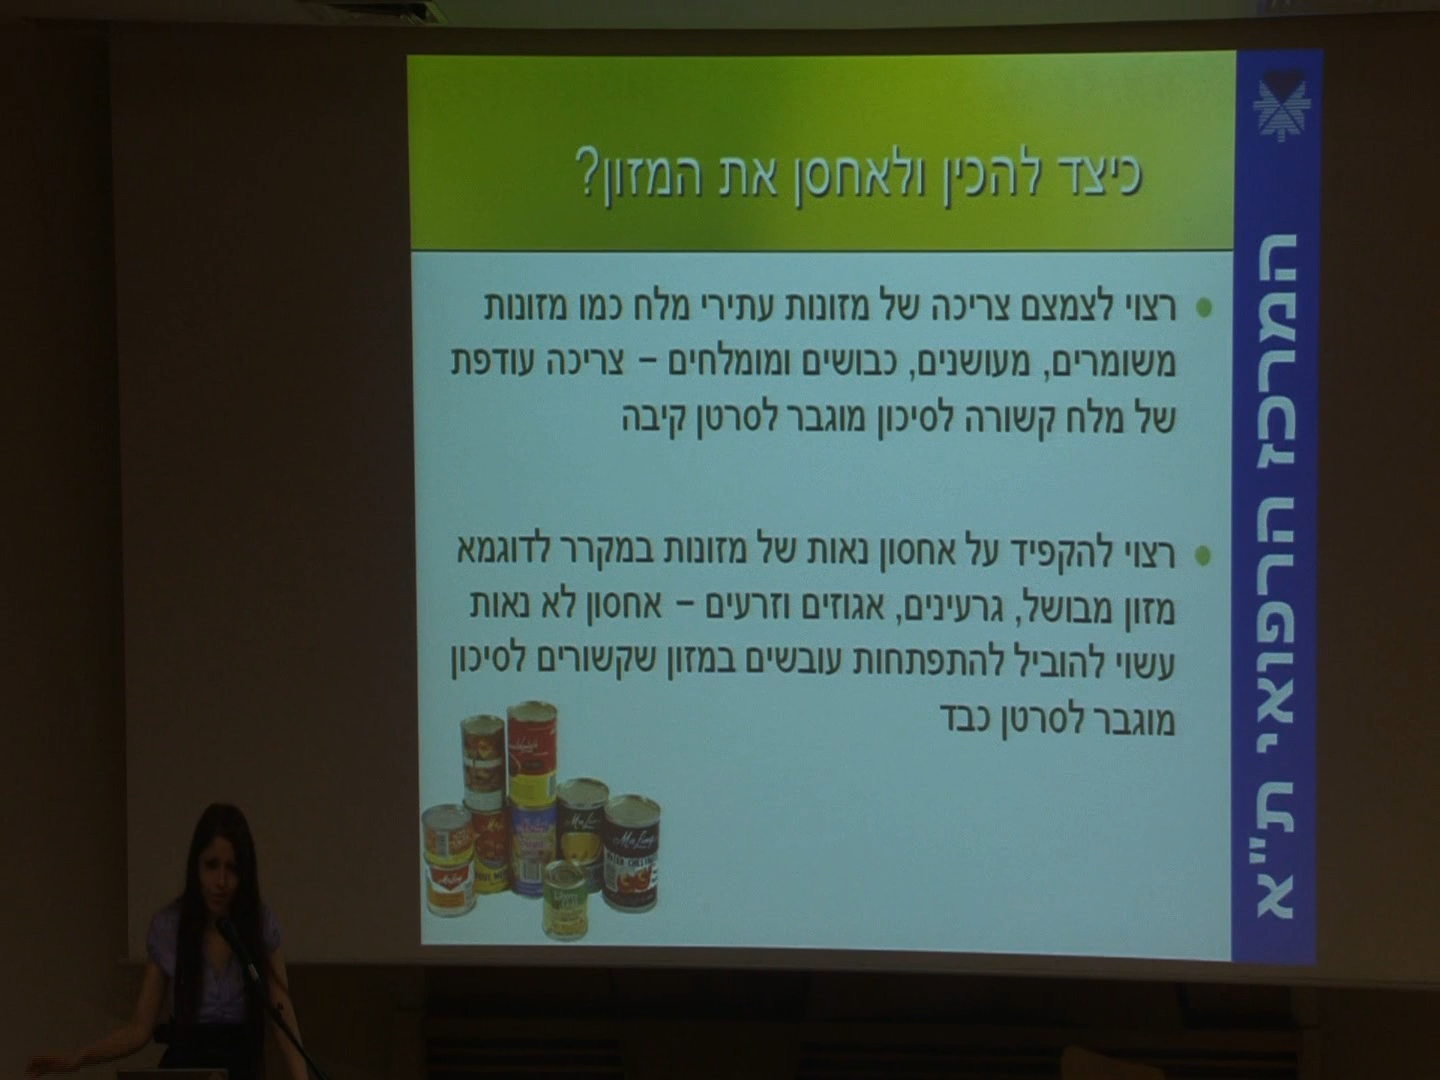 כיצד להכין ולאחסן את המזון?
רצוי לצמצם צריכה של מזונות עתירי מלח כמו מזונות
משומרים, מעושנים, כבושים ומומלחים – צריכה עודפת
של מלח קשורה לסיכון מוגבר לסרטן קיבה
רצוי להקפיד על אחסון נאות של מזונות במקרר לדוגמא
מזון מבושל, גרעינים, אגוזים וזרעים – אחסון לא נאות
עשוי להוביל להתפתחות עובשים במזון שקשורים לסיכון
מוגבר לסרטן כבד
המרכז הרפואי ת"א